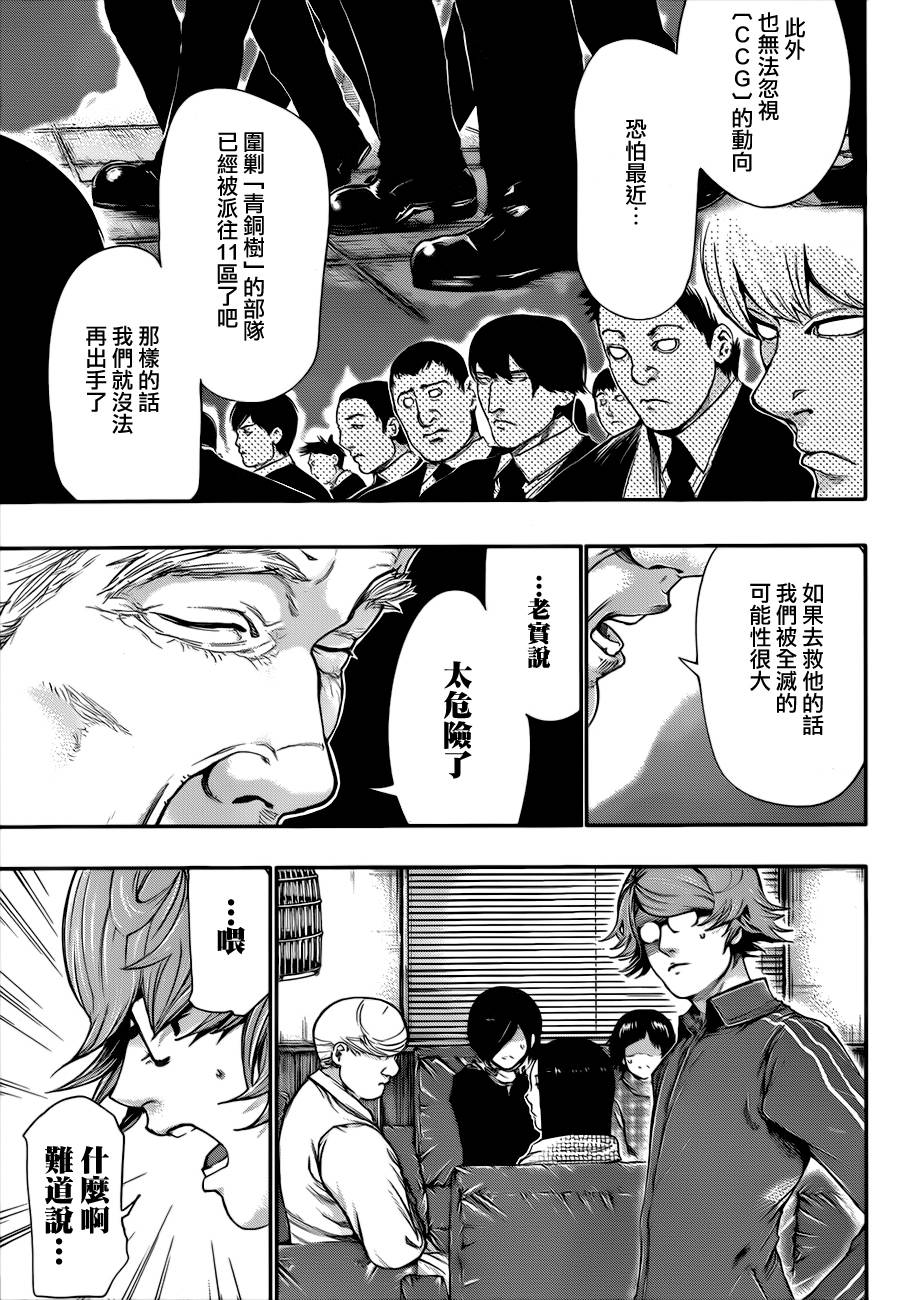 此外
也無法忽視
〔CCG〕的動向
恐怕最近…
圍剿「青銅樹」的部隊
已經被派往11區了吧
那樣的話
我們就沒法
再出手了
如果去救他的話
我們被全滅的
可能性很大
…老實說
太危險了
…喂
什麼啊
難道說…